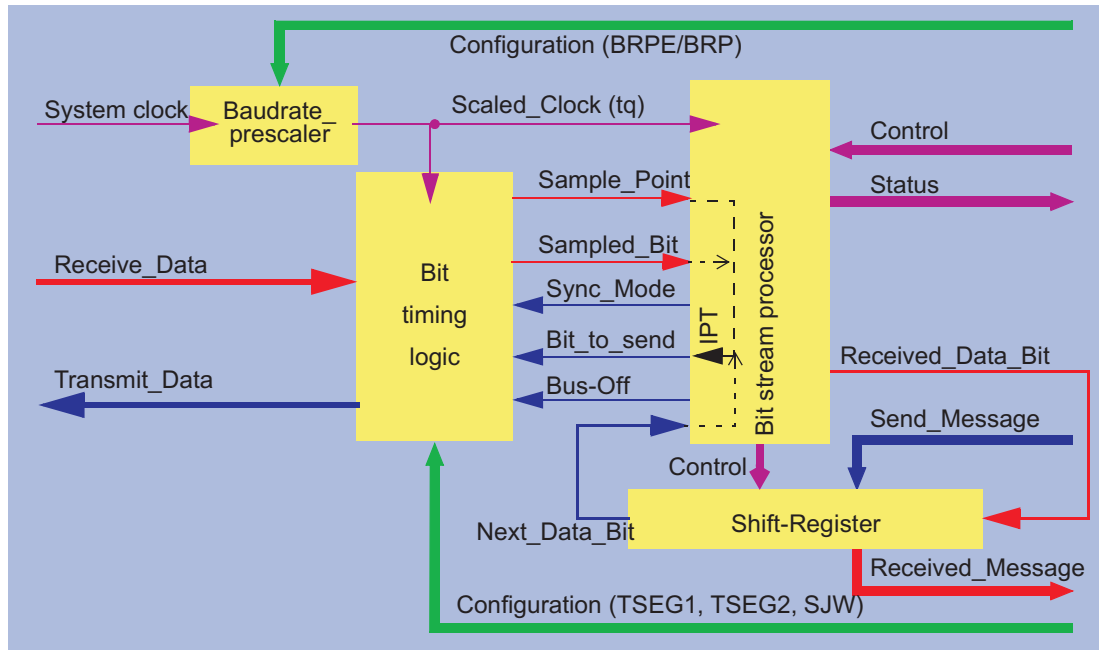 Configuration (BRPE/BRP)
System clock
Baudrate_
prescaler
Scaled_Clock (tq)
Control
Status
Sample_Point
Sampled_Bit
Receive_Data
Bit
timing
logic
Sync_Mode
Bit_to_send
Bus-Off
IPT
Bit stream processor
Transmit_Data
Received_Data_Bit
Send_Message
Control
Next_Data_Bit
Shift-Register
Received_Message
Configuration (TSEG1, TSEG2, SJW)